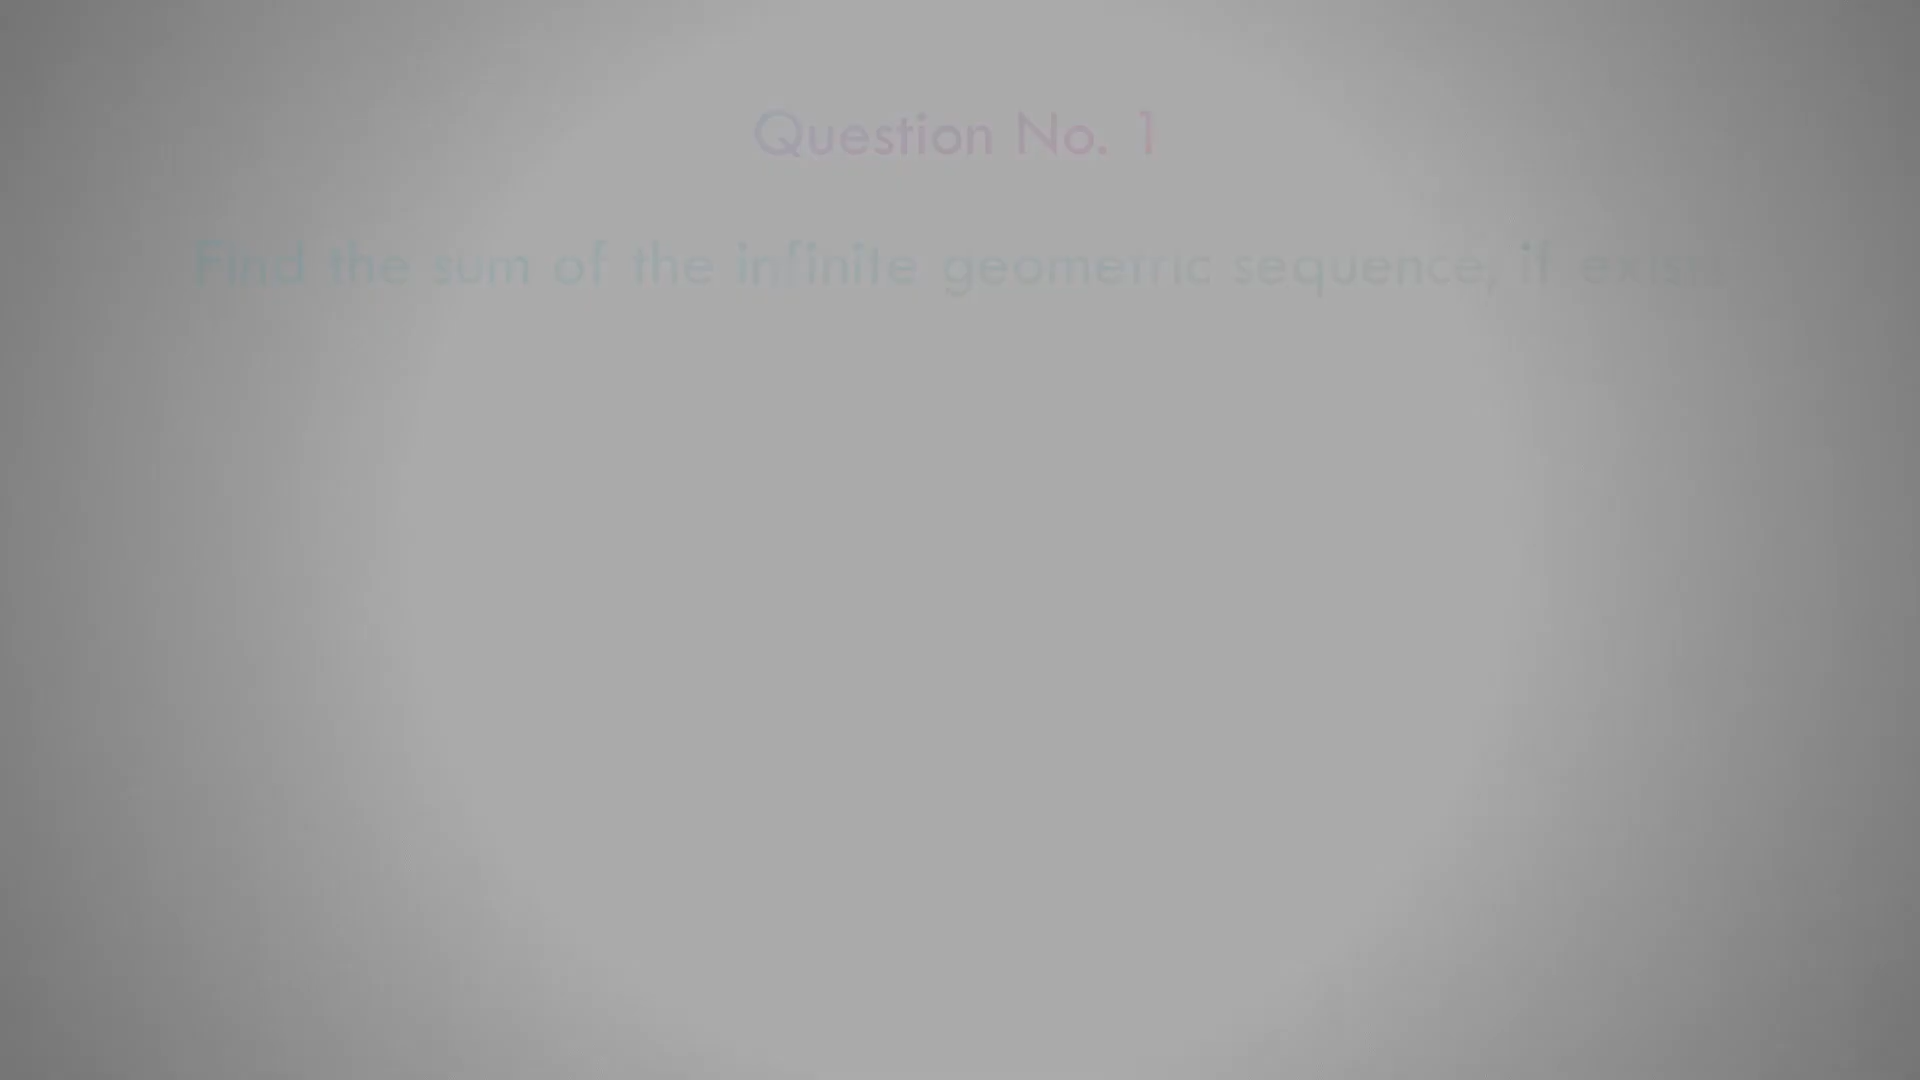 Question No. 1
Find the sum of the infinite geometric sequence, if exists